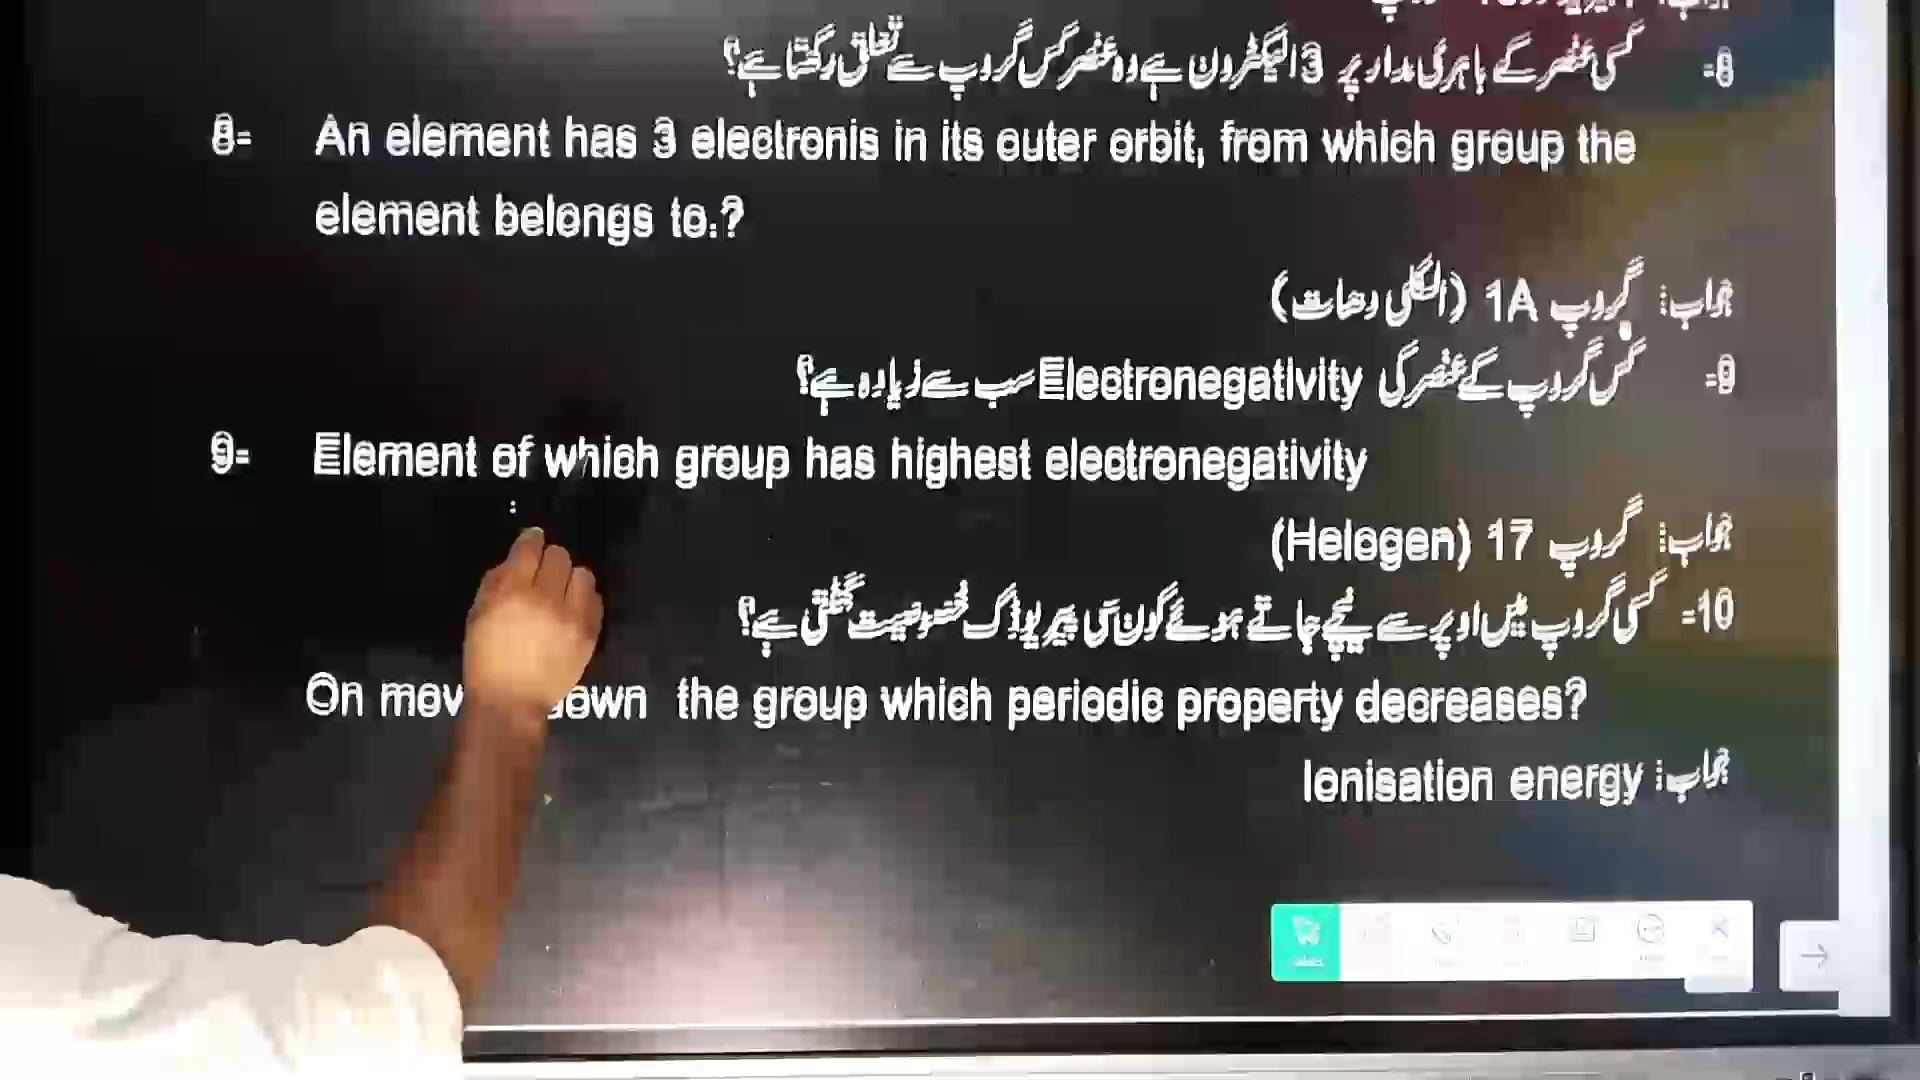 8- کسی عنصر کے باہری مدار پر 3 الیکٹرون ہے وہ عنصر کس گروپ سے تعلق رکھتا ہے؟
8- An element has 3 electronis in its outer orbit, from which group the
element belongs to.?
جواب: گروپ 1A (الکلی دھات)
9- کس گروپ کے عنصر کی Electronegativity سب سے زیادہ ہے؟
9- Element of which group has highest electronegativity
جواب: گروپ 17 (Helogen)
10- کسی گروپ میں اوپر سے نیچے جاتے ہوئے کون سی پیریوڈک خصوصیت گھٹتی ہے؟
On mov down the group which periodic property decreases?
جواب: Ionisation energy